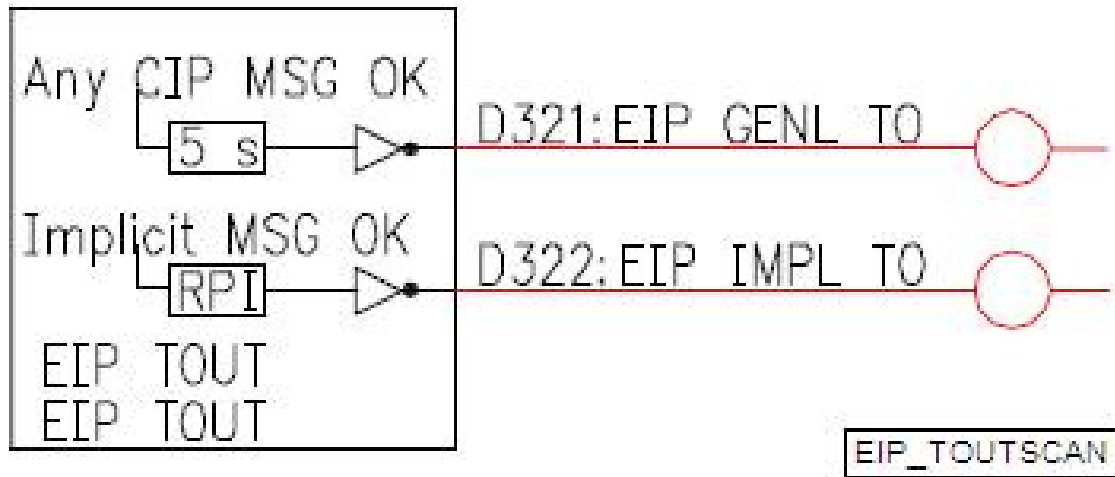 Any CIP MSG OK
5 s
D321:EIP GENL TO
Implicit MSG OK
RPI
D322:EIP IMPL TO
EIP TOUT
EIP TOUT
EIP_TOUTSCAN